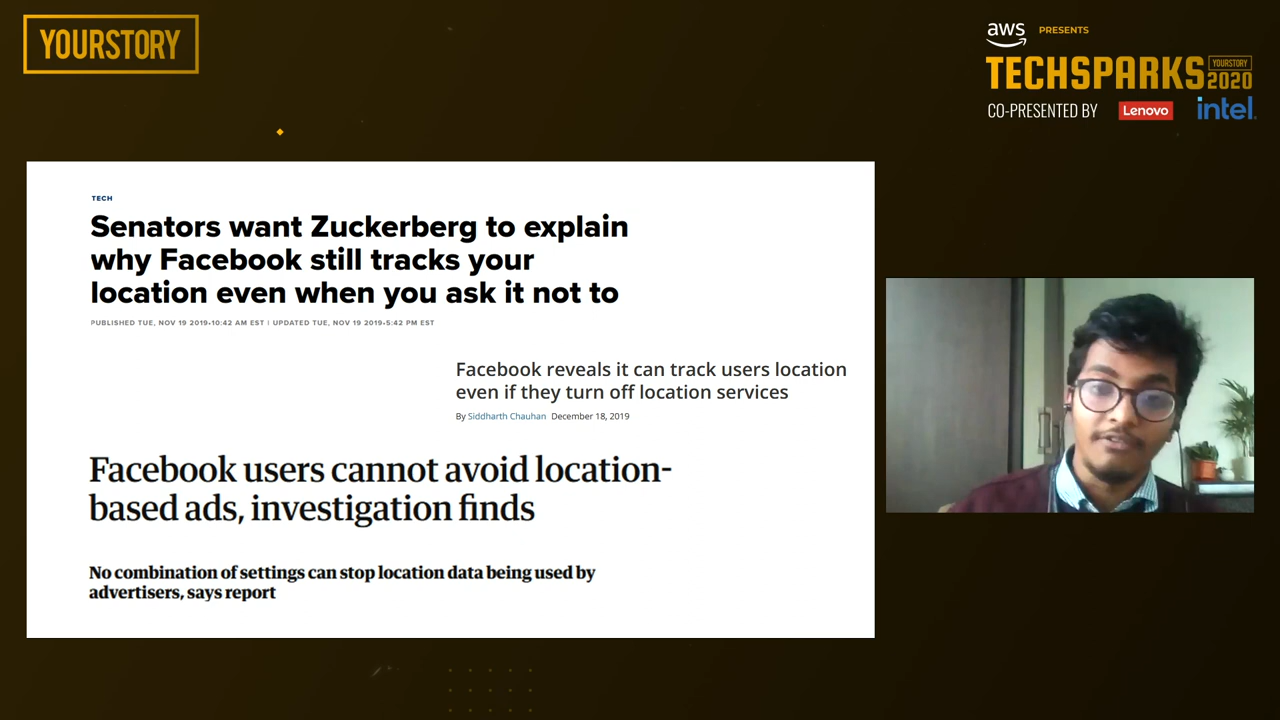 YOURSTORY
aws PRESENTS
TECHSPARKS YOURSTORY 2020
CO-PRESENTED BY Lenovo intel.
TECH
Senators want Zuckerberg to explain
why Facebook still tracks your
location even when you ask it not to
PUBLISHED TUE, NOV 19 2019•10:42 AM EST | UPDATED TUE, NOV 19 2019•5:42 PM EST
Facebook reveals it can track users location
even if they turn off location services
By Siddharth Chauhan December 18, 2019
Facebook users cannot avoid location-
based ads, investigation finds
No combination of settings can stop location data being used by
advertisers, says report